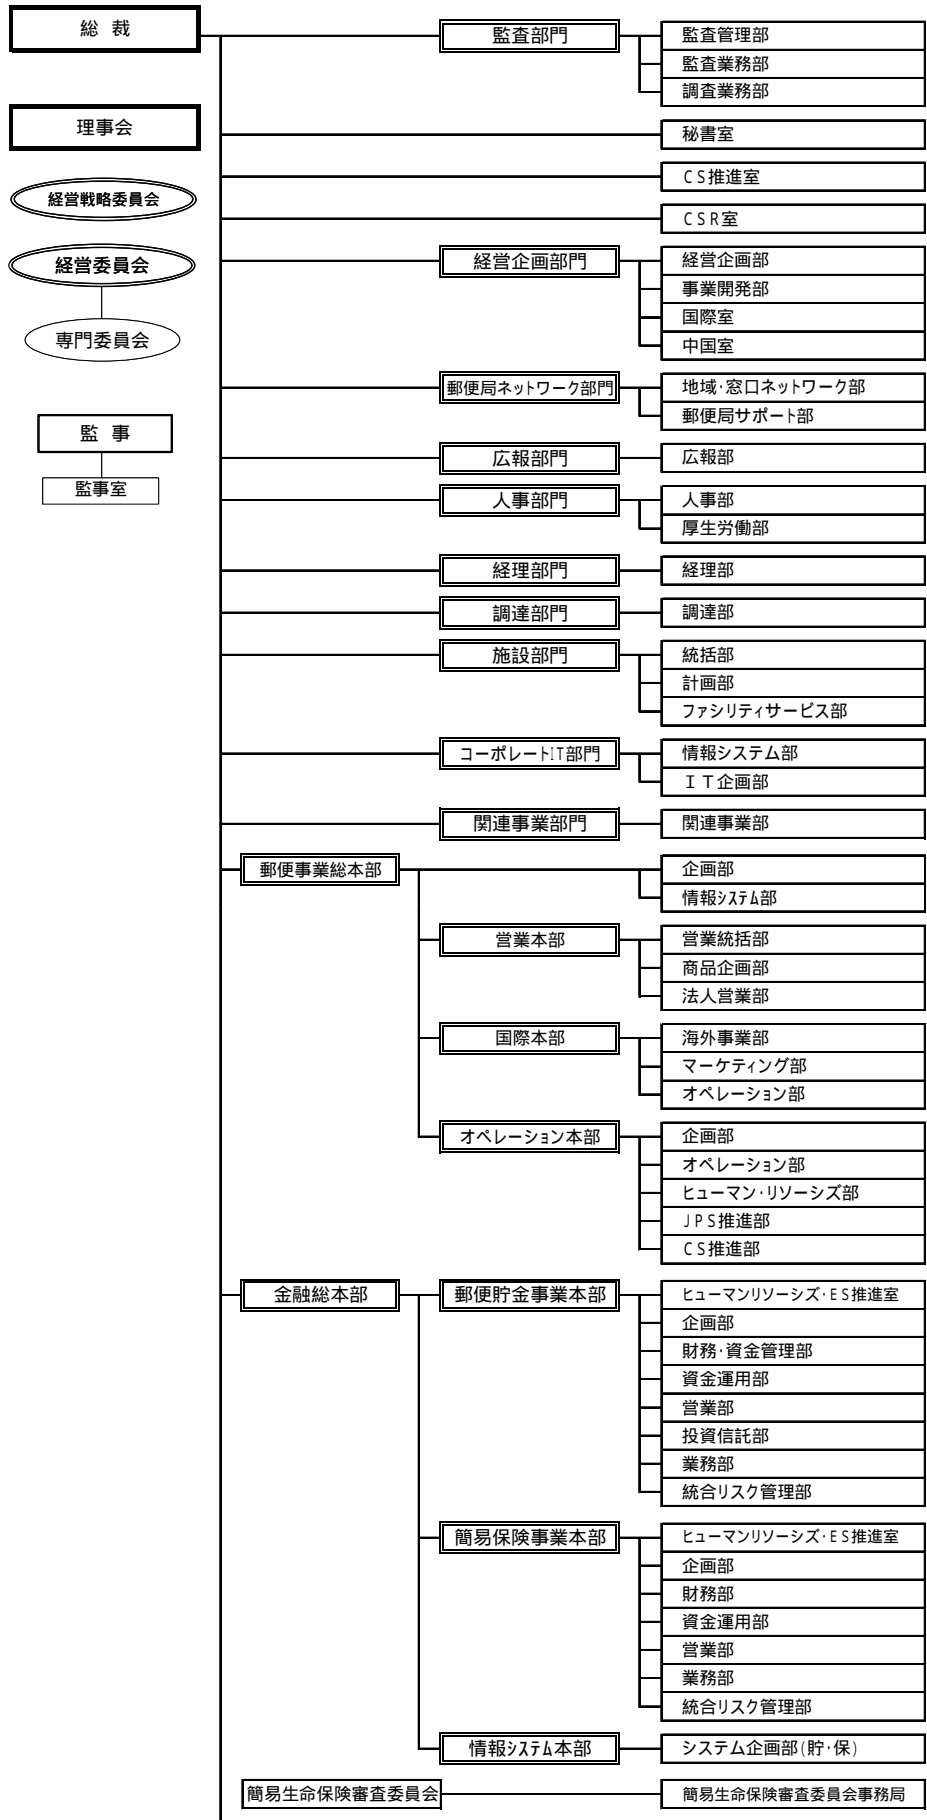 総 裁
理事会
経営戦略委員会
経営委員会
専門委員会
監 事
監事室
監査部門
監査管理部
監査業務部
調査業務部
秘書室
CS推進室
CSR室
経営企画部門
経営企画部
事業開発部
国際室
中国室
郵便局ネットワーク部門
地域・窓口ネットワーク部
郵便局サポート部
広報部門
広報部
人事部門
人事部
厚生労働部
経理部門
経理部
調達部門
調達部
施設部門
統括部
計画部
ファシリティサービス部
コーポレートIT部門
情報システム部
IT企画部
関連事業部門
関連事業部
郵便事業総本部
企画部
情報システム部
営業本部
営業統括部
商品企画部
法人営業部
国際本部
海外事業部
マーケティング部
オペレーション部
オペレーション本部
企画部
オペレーション部
ヒューマン・リソーシズ部
JPS推進部
CS推進部
金融総本部
郵便貯金事業本部
ヒューマンリソーシズ・ES推進室
企画部
財務・資金管理部
資金運用部
営業部
投資信託部
業務部
統合リスク管理部
簡易保険事業本部
ヒューマンリソーシズ・ES推進室
企画部
財務部
資金運用部
営業部
業務部
統合リスク管理部
情報システム本部
システム企画部(貯・保)
簡易生命保険審査委員会
簡易生命保険審査委員会事務局